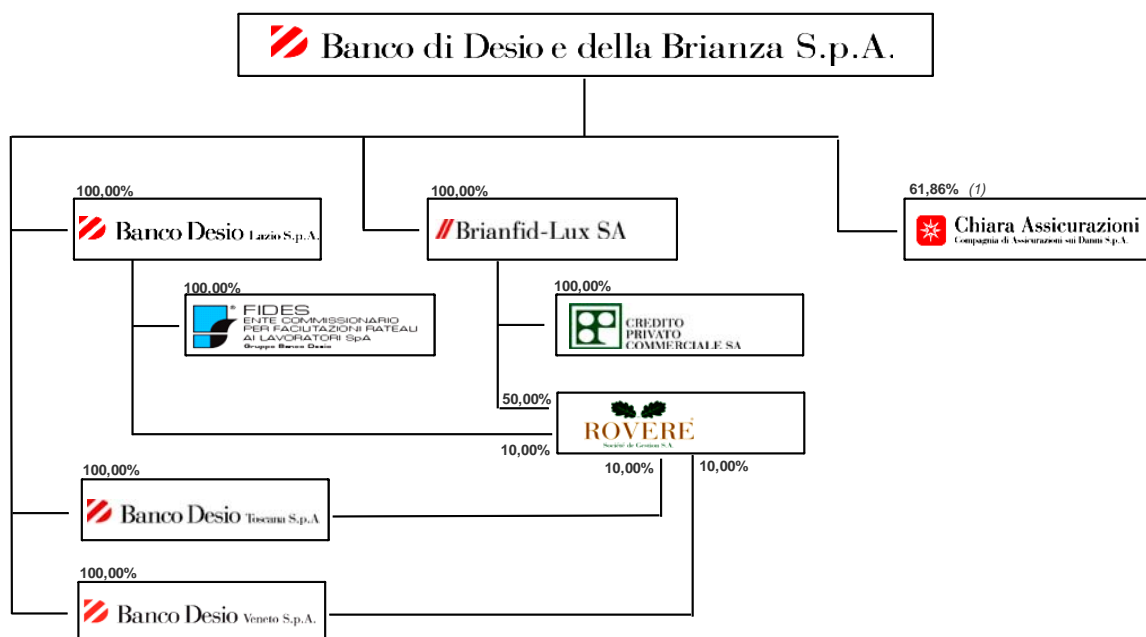 Banco di Desio e della Brianza S.p.A.
100,00%
100,00%
61,86% (1)
Banco Desio Lazio S.p.A.
Brianfid-Lux SA
Chiara Assicurazioni
Compagnia di Assicurazioni sui Danni S.p.A.
100,00%
100,00%
FIDES
ENTE COMMISSIONARIO
PER FACILITAZIONI RATEALI
AI LAVORATORI SpA
Gruppo Banco Desio
CREDITO
PRIVATO
COMMERCIALE SA
50,00%
ROVERE
Société de Gestion S.A.
10,00%
10,00%
10,00%
100,00%
Banco Desio Toscana S.p.A
100,00%
Banco Desio Veneto S.p.A.